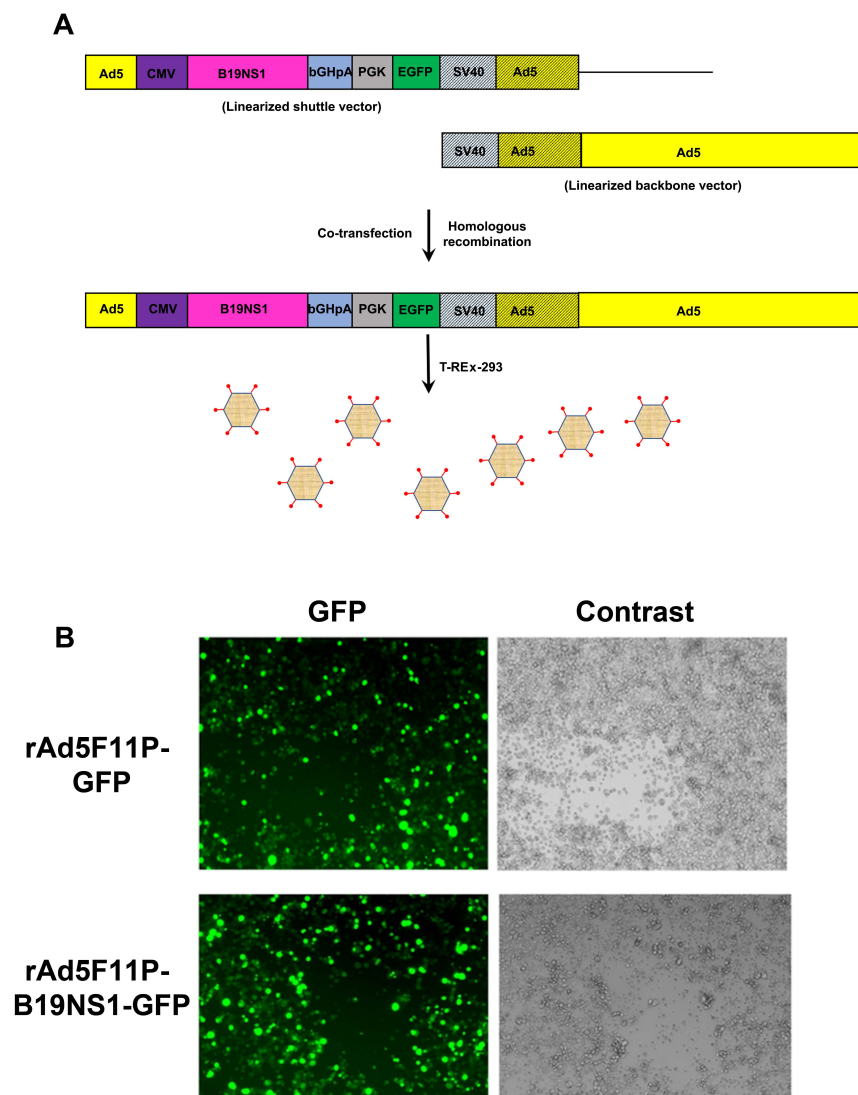 A
Ad5 CMV B19NS1 bGHpA PGK EGFP SV40 Ad5
(Linearized shuttle vector)
SV40 Ad5 Ad5
(Linearized backbone vector)
Co-transfection
Homologous
recombination
Ad5 CMV B19NS1 bGHpA PGK EGFP SV40 Ad5 Ad5
T-REx-293
GFP Contrast
B
rAd5F11P-
GFP
rAd5F11P-
B19NS1-GFP